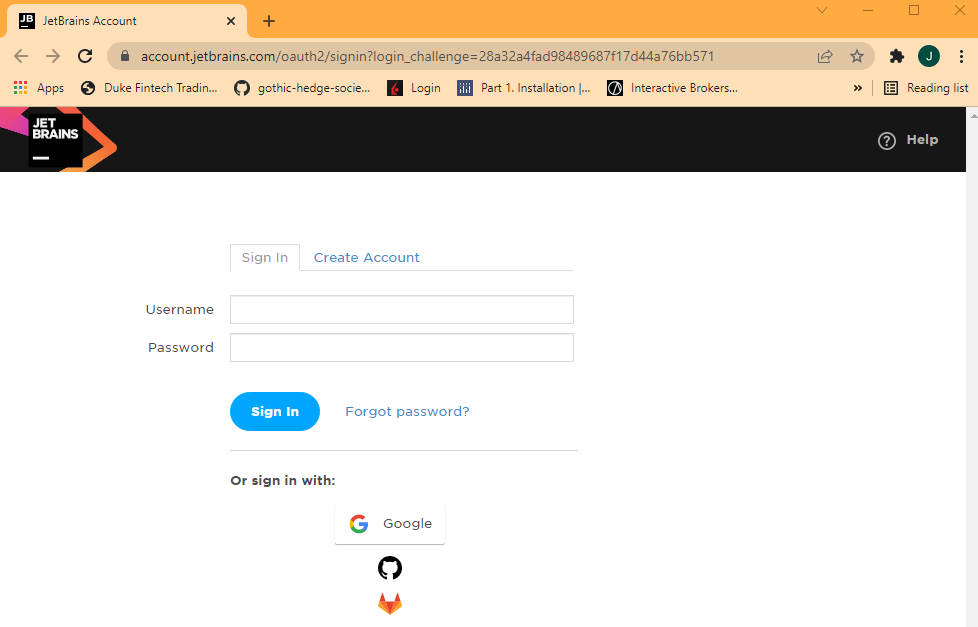 JB JetBrains Account
account.jetbrains.com/oauth2/signin?login_challenge=28a32a4fad98489687f17d44a76bb571
J
Apps Duke Fintech Tradin... gothic-hedge-socie... Login Part 1. Installation |... Interactive Brokers... » Reading list
JET
BRAINS
? Help
Sign In Create Account
Username
Password
Sign In Forgot password?
Or sign in with:
G Google